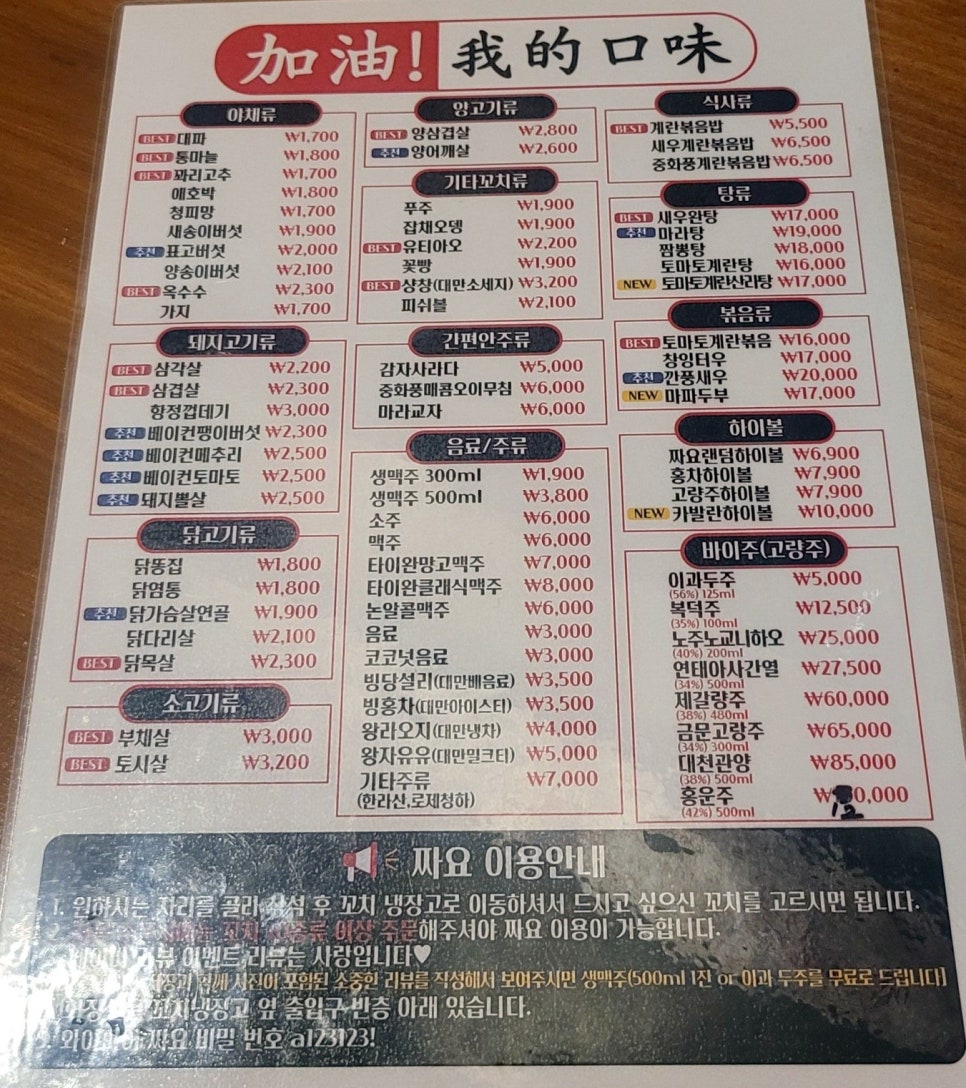 加油! 我的口味
야채류
BEST 대파 ₩1,700
BEST 통마늘 ₩1,800
BEST 꽈리고추 ₩1,700
애호박 ₩1,800
청피망 ₩1,700
새송이버섯 ₩1,900
추천 표고버섯 ₩2,000
양송이버섯 ₩2,100
BEST 옥수수 ₩2,300
가지 ₩1,700
돼지고기류
BEST 삼각살 ₩2,200
BEST 삼겹살 ₩2,300
항정껍데기 ₩3,000
추천 베이컨팽이버섯 ₩2,300
추천 베이컨메추리 ₩2,500
추천 베이컨토마토 ₩2,500
추천 돼지뽈살 ₩2,500
닭고기류
닭똥집 ₩1,800
닭염통 ₩1,800
추천 닭가슴살연골 ₩1,900
닭다리살 ₩2,100
BEST 닭목살 ₩2,300
소고기류
BEST 부채살 ₩3,000
BEST 토시살 ₩3,200
양고기류
BEST 양삼겹살 ₩2,800
추천 양어깨살 ₩2,600
기타꼬치류
푸주 ₩1,900
잡채오뎅 ₩1,900
BEST 유티아오 ₩2,200
꽃빵 ₩1,900
BEST 샹창(대만소세지) ₩3,200
피쉬볼 ₩2,100
간편안주류
감자사라다 ₩5,000
중화풍매콤오이무침 ₩6,000
마라교자 ₩6,000
음료/주류
생맥주 300ml ₩1,900
생맥주 500ml ₩3,800
소주 ₩6,000
맥주 ₩6,000
타이완망고맥주 ₩7,000
타이완클래식맥주 ₩8,000
논알콜맥주 ₩6,000
음료 ₩3,000
코코넛음료 ₩3,000
빙당설리(대만배음료) ₩3,500
빙홍차(대만아이스티) ₩3,500
왕라오지(대만냉차) ₩4,000
왕자유유(대만밀크티) ₩5,000
기타주류 ₩7,000
(한라산,로제청하)
식사류
BEST 계란볶음밥 ₩5,500
새우계란볶음밥 ₩6,500
중화풍계란볶음밥 ₩6,500
탕류
BEST 새우완탕 ₩17,000
추천 마라탕 ₩19,000
짬뽕탕 ₩18,000
토마토계란탕 ₩16,000
NEW 토마토계란신라탕 ₩17,000
볶음류
BEST 토마토계란볶음 ₩16,000
창잉터우 ₩17,000
추천 깐풍새우 ₩20,000
NEW 마파두부 ₩17,000
하이볼
짜요랜덤하이볼 ₩6,900
홍차하이볼 ₩7,900
고량주하이볼 ₩7,900
NEW 카발란하이볼 ₩10,000
바이주(고량주)
이과두주 ₩5,000
(56%) 125ml
복덕주 ₩12,500
(35%) 100ml
노주노교니하오 ₩25,000
(40%) 200ml
연태아사간열 ₩27,500
(34%) 500ml
제갈량주 ₩60,000
(38%) 480ml
금문고량주 ₩65,000
(34%) 300ml
대천관양 ₩85,000
(38%) 500ml
홍운주 ₩ 0,000
(42%) 500ml
짜요 이용안내
1. 원하시는 자리를 골라 착석 후 꼬치 냉장고로 이동하셔서 드시고 싶으신 꼬치를 고르시면 됩니다.
꼬치 이상 주문해주셔야 짜요 이용이 가능합니다.
리뷰 이벤트, 리뷰는 사랑입니다♥
함께 사진이 포함된 소중한 리뷰를 작성해서 보여주시면 생맥주(500ml 1잔 or 이과 두주를 무료로 드립니다)
꼬치냉장고 앞 출입구 반층 아래 있습니다.
짜요 비밀 번호 a123123!